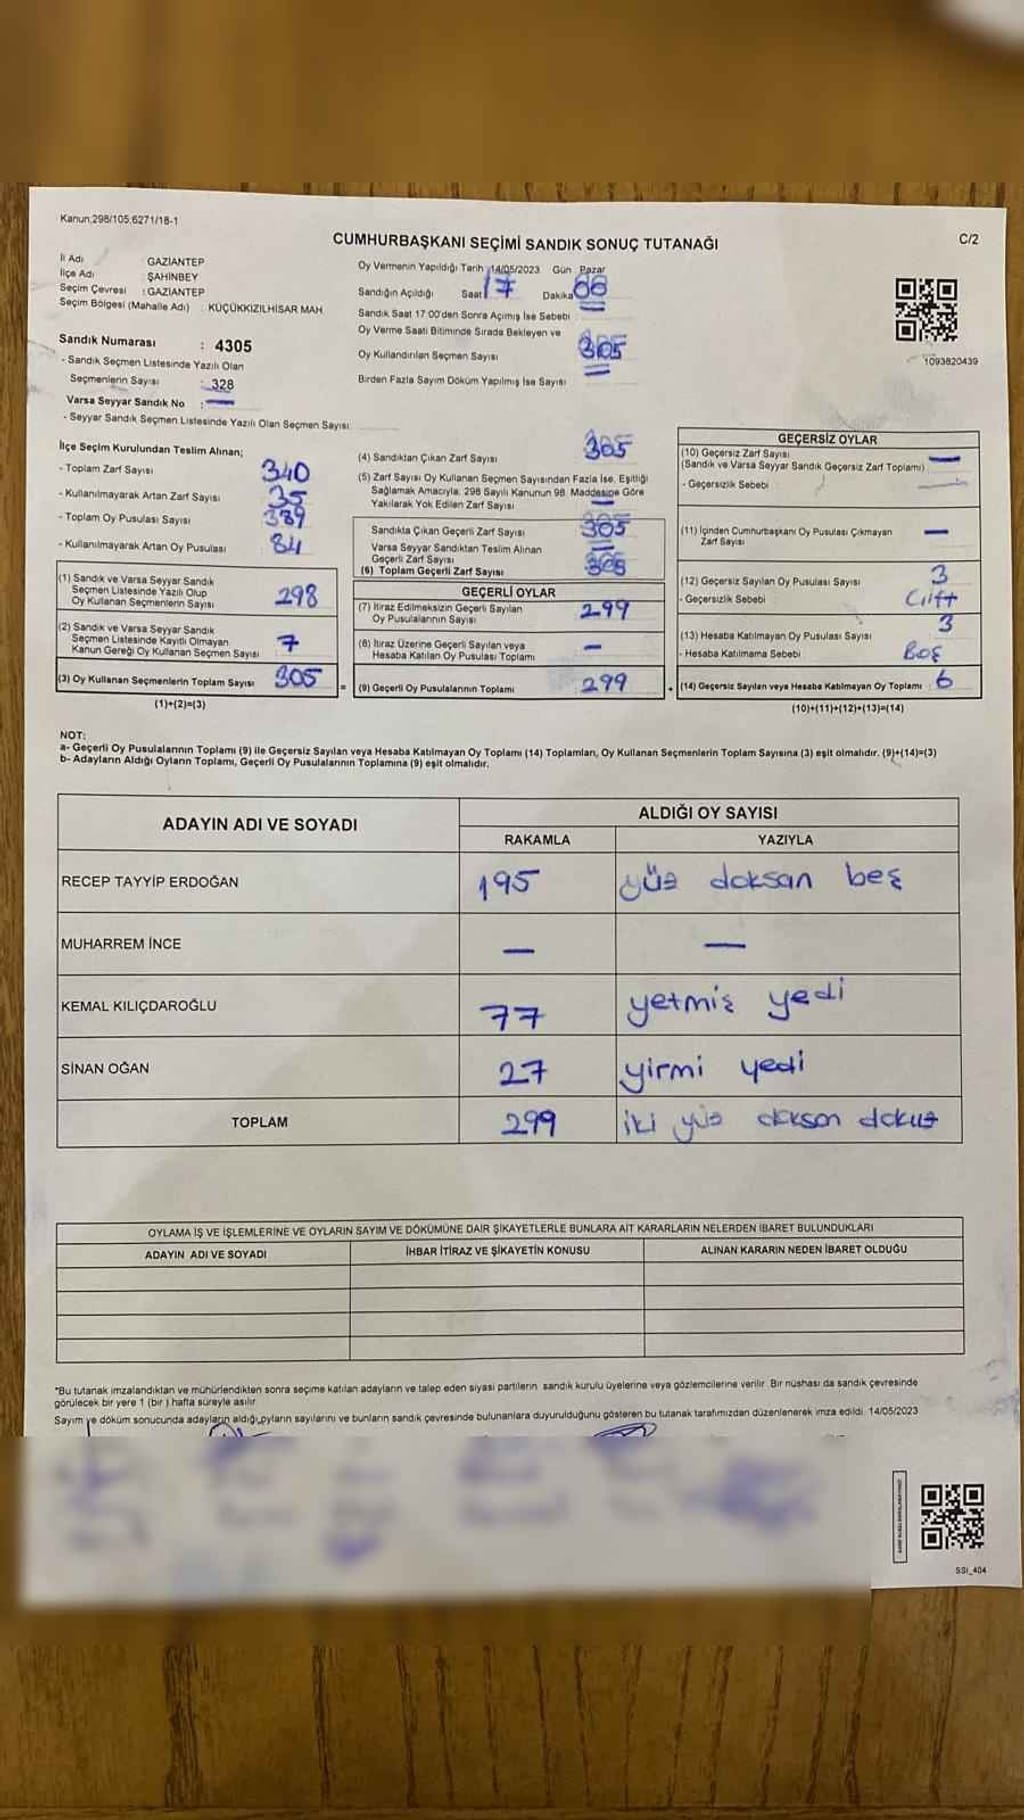 Kanun.298/105.6271/18-1
CUMHURBAŞKANI SEÇİMİ SANDIK SONUÇ TUTANAĞI
C/2
İl Adı : GAZİANTEP
İlçe Adı : ŞAHİNBEY
Seçim Çevresi : GAZİANTEP
Seçim Bölgesi (Mahalle Adı) : KÜÇÜKKIZILHİSAR MAH
Sandık Numarası : 4305
- Sandık Seçmen Listesinde Yazılı Olan
Seçmenlerin Sayısı : 328
Varsa Seyyar Sandık No : —
- Seyyar Sandık Seçmen Listesinde Yazılı Olan Seçmen Sayısı:
Oy Vermenin Yapıldığı Tarih 14/05/2023 Gün Pazar
Sandığın Açıldığı Saat 17 Dakika
Sandık Saat 17:00'den Sonra Açımış İse Sebebi
Oy Verme Saati Bitiminde Sırada Bekleyen ve
Oy Kullandırılan Seçmen Sayısı 305
Birden Fazla Sayım Döküm Yapılmış İse Sayısı
1093820439
İlçe Seçim Kurulundan Teslim Alınan;
- Toplam Zarf Sayısı 340
- Kullanılmayarak Artan Zarf Sayısı 35
- Toplam Oy Pusulası Sayısı 389
- Kullanılmayarak Artan Oy Pusulası 84
(1) Sandık ve Varsa Seyyar Sandık
Seçmen Listesinde Yazılı Olup
Oy Kullanan Seçmenlerin Sayısı 298
(2) Sandık ve Varsa Seyyar Sandık
Seçmen Listesinde Kayıtlı Olmayan
Kanun Gereği Oy Kullanan Seçmen Sayısı 7
(3) Oy Kullanan Seçmenlerin Toplam Sayısı 305
(1)+(2)=(3)
(4) Sandıktan Çıkan Zarf Sayısı 305
(5) Zarf Sayısı Oy Kullanan Seçmen Sayısından Fazla İse, Eşitliği
Sağlamak Amacıyla, 298 Sayılı Kanunun 98. Maddesine Göre
Yakılarak Yok Edilen Zarf Sayısı —
Sandıkta Çıkan Geçerli Zarf Sayısı 305
Varsa Seyyar Sandıktan Teslim Alınan
Geçerli Zarf Sayısı —
(6) Toplam Geçerli Zarf Sayısı 305
GEÇERLİ OYLAR
(7) İtiraz Edilmeksizin Geçerli Sayılan
Oy Pusulalarının Sayısı 299
(8) İtiraz Üzerine Geçerli Sayılan veya
Hesaba Katılan Oy Pusulası Toplamı —
= (9) Geçerli Oy Pusulalarının Toplamı 299
GEÇERSİZ OYLAR
(10) Geçersiz Zarf Sayısı
(Sandık ve Varsa Seyyar Sandık Geçersiz Zarf Toplamı) —
- Geçersizlik Sebebi —
(11) İçinden Cumhurbaşkanı Oy Pusulası Çıkmayan
Zarf Sayısı —
(12) Geçersiz Sayılan Oy Pusulası Sayısı 3
- Geçersizlik Sebebi Çift
(13) Hesaba Katılmayan Oy Pusulası Sayısı 3
- Hesaba Katılmama Sebebi Boş
+ (14) Geçersiz Sayılan veya Hesaba Katılmayan Oy Toplamı 6
(10)+(11)+(12)+(13)=(14)
NOT:
a- Geçerli Oy Pusulalarının Toplamı (9) ile Geçersiz Sayılan veya Hesaba Katılmayan Oy Toplamı (14) Toplamları, Oy Kullanan Seçmenlerin Toplam Sayısına (3) eşit olmalıdır. (9)+(14)=(3)
b- Adayların Aldığı Oyların Toplamı, Geçerli Oy Pusulalarının Toplamına (9) eşit olmalıdır.
ADAYIN ADI VE SOYADI
ALDIĞI OY SAYISI
RAKAMLA YAZIYLA
RECEP TAYYİP ERDOĞAN 195 yüz doksan beş
MUHARREM İNCE — —
KEMAL KILIÇDAROĞLU 77 yetmiş yedi
SİNAN OĞAN 27 yirmi yedi
TOPLAM 299 iki yüz doksan dokuz
OYLAMA İŞ VE İŞLEMLERİNE VE OYLARIN SAYIM VE DÖKÜMÜNE DAİR ŞİKAYETLERLE BUNLARA AİT KARARLARIN NELERDEN İBARET BULUNDUKLARI
ADAYIN ADI VE SOYADI İHBAR İTİRAZ VE ŞİKAYETİN KONUSU ALINAN KARARIN NEDEN İBARET OLDUĞU
*Bu tutanak imzalandıktan ve mühürlendikten sonra seçime katılan adayların ve talep eden siyasi partilerin sandık kurulu üyelerine veya gözlemcilerine verilir. Bir nüshası da sandık çevresinde
görülecek bir yere 1 (bir) hafta süreyle asılır
Sayım ve döküm sonucunda adayların aldığı oyların sayılarını ve bunların sandık çevresinde bulunanlara duyurulduğunu gösteren bu tutanak tarafımızdan düzenlenerek imza edildi. 14/05/2023
SSI_404